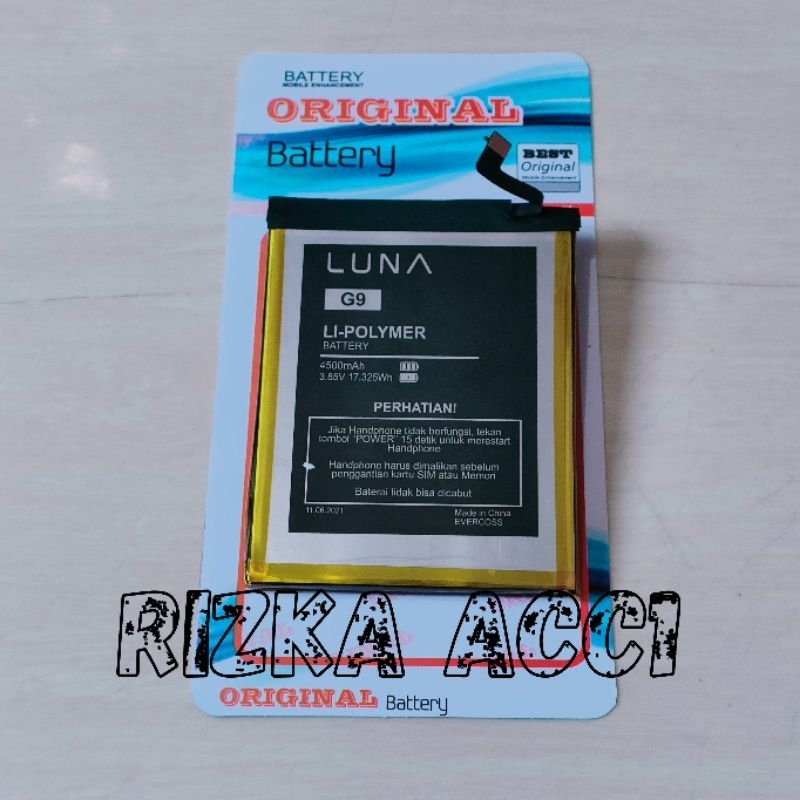 BATTERY
MOBILE ENHANCEMENT
ORIGINAL
Battery
BEST
Original
Mobile Enhancement
LUNA
G9
LI-POLYMER
BATTERY
4500mAh
3.85V 17.325Wh
PERHATIAN!
Jika Handphone tidak berfungsi, tekan
tombol "POWER" 15 detik untuk merestart
Handphone
Handphone harus dimatikan sebelum
penggantian kartu SIM atau Memori
Baterai tidak bisa dicabut
11.06.2021
Made in China
EVERCOSS
RIZKA ACC1
ORIGINAL Battery